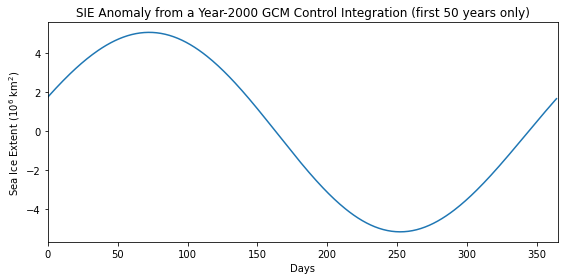 SIE Anomaly from a Year-2000 GCM Control Integration (first 50 years only)
Sea Ice Extent (10⁶ km²)
4
2
0
−2
−4
0 50 100 150 200 250 300 350
Days